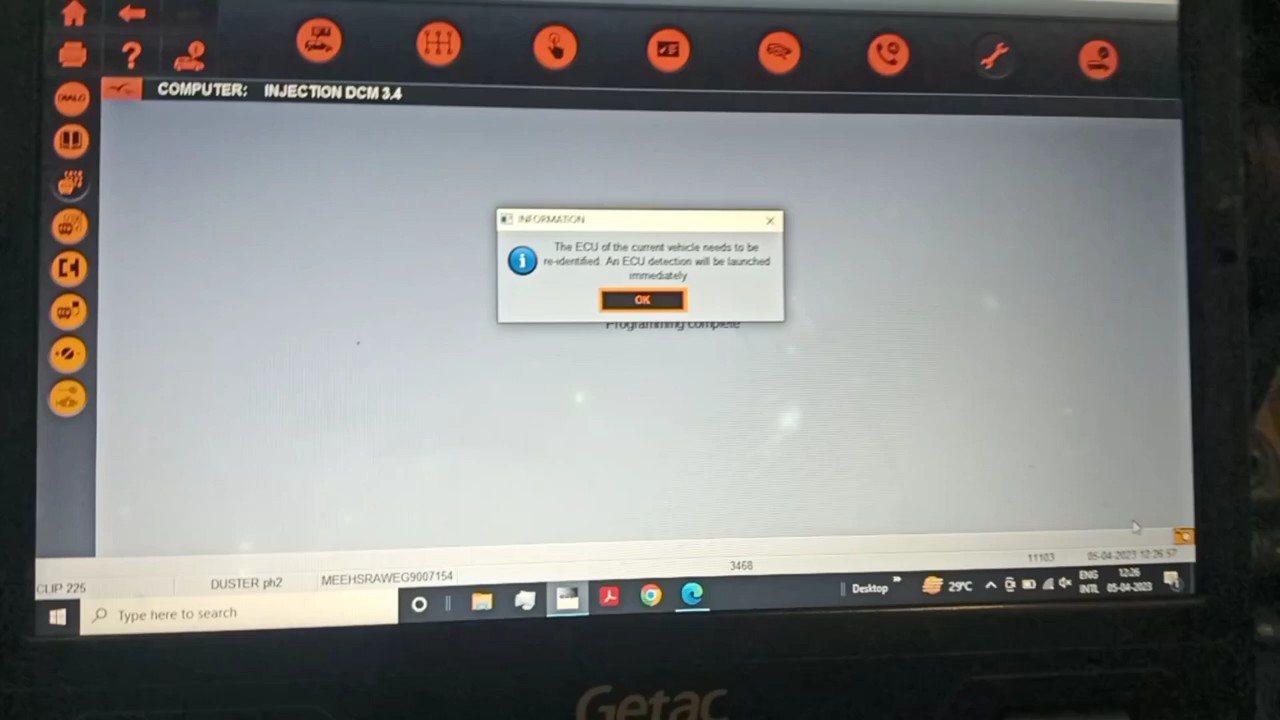 COMPUTER: INJECTION DCM 3.4
INFORMATION
The ECU of the current vehicle needs to be
re-identified. An ECU detection will be launched
immediately
OK
Programming complete
CLIP 225
DUSTER ph2
MEEHSRAWEG9007154
3468
11103
05-04-2023 12:26:57
Type here to search
Desktop
29°C
ENG
INTL
12:26
05-04-2023
Getac